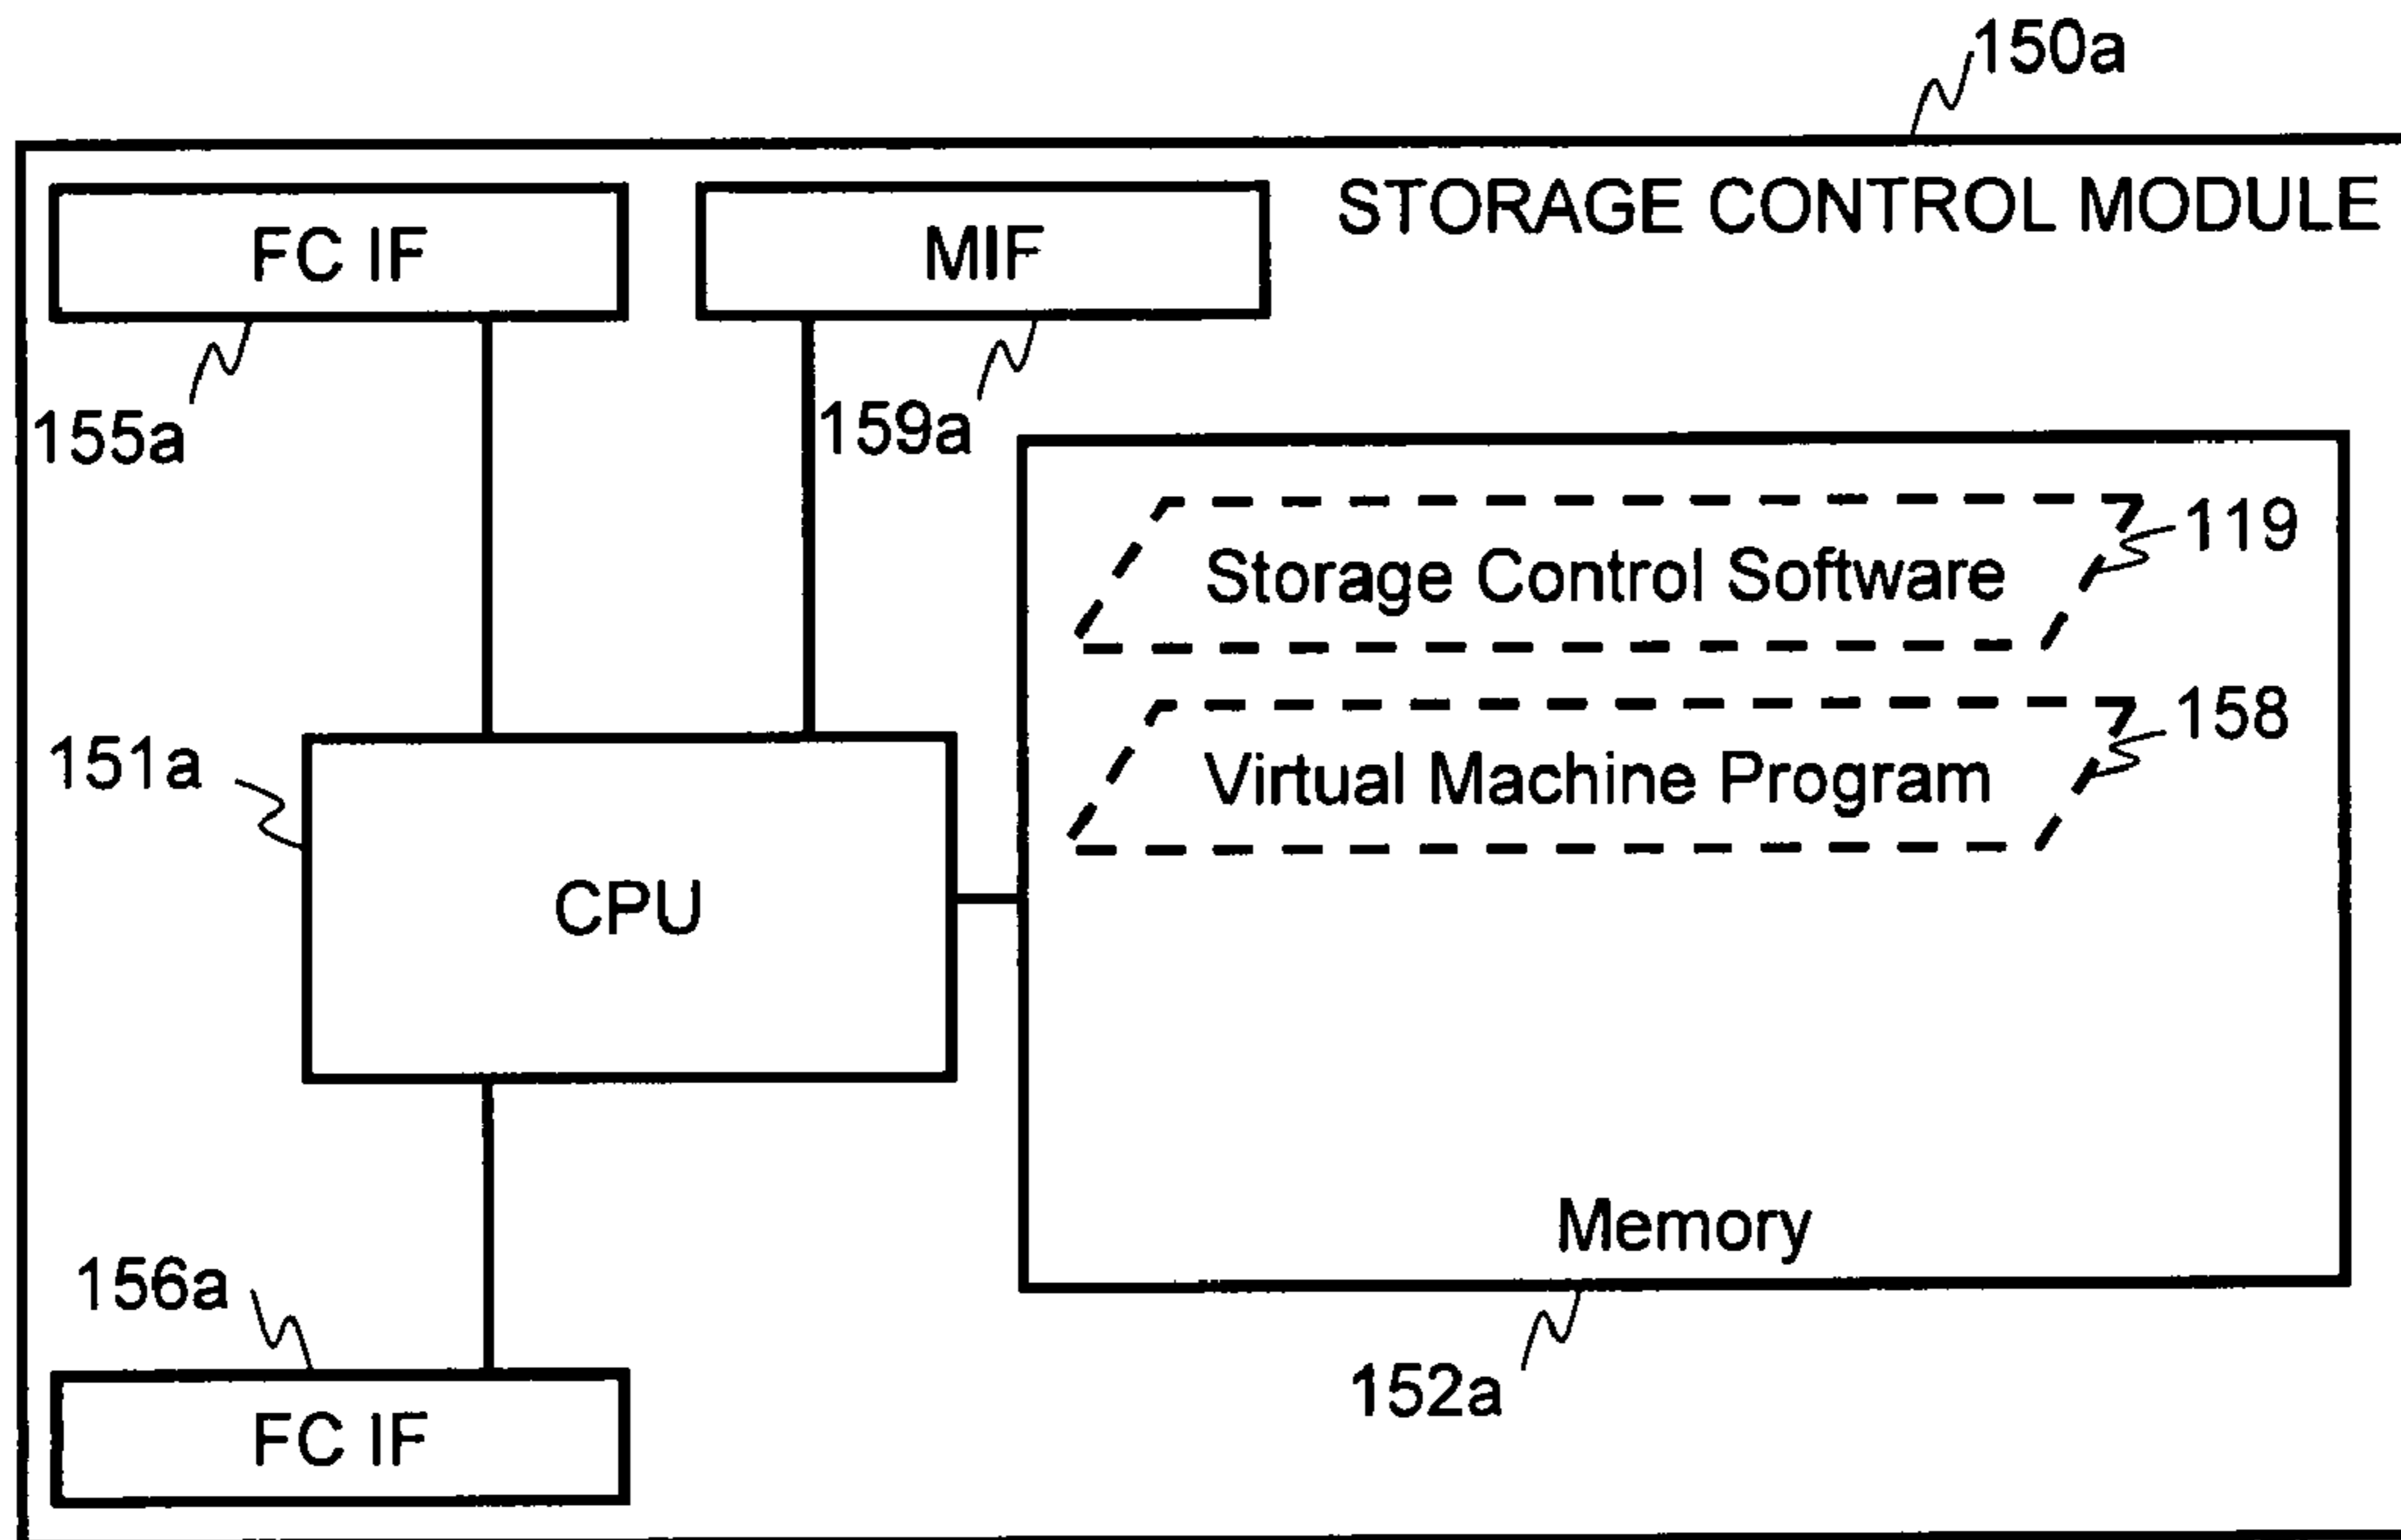 150a
STORAGE CONTROL MODULE
FC IF
MIF
155a
159a
119
Storage Control Software
158
Virtual Machine Program
151a
CPU
Memory
156a
152a
FC IF